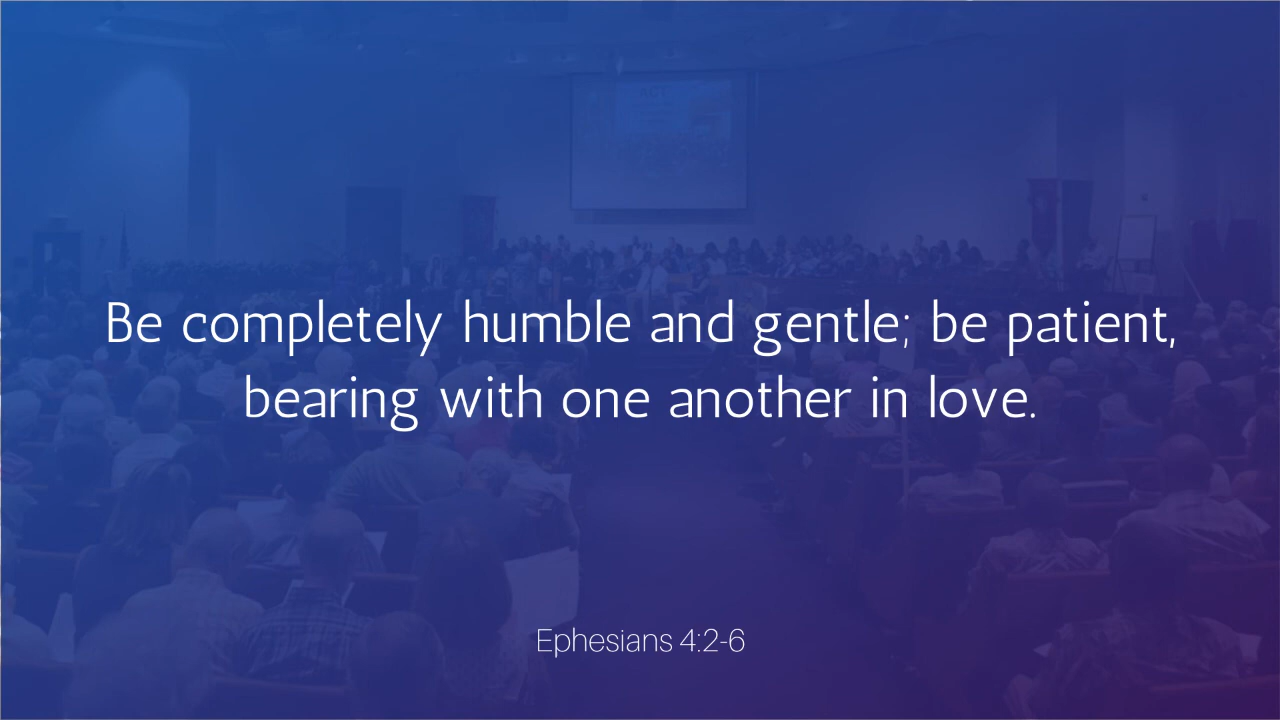 Be completely humble and gentle; be patient,
bearing with one another in love.
Ephesians 4:2-6